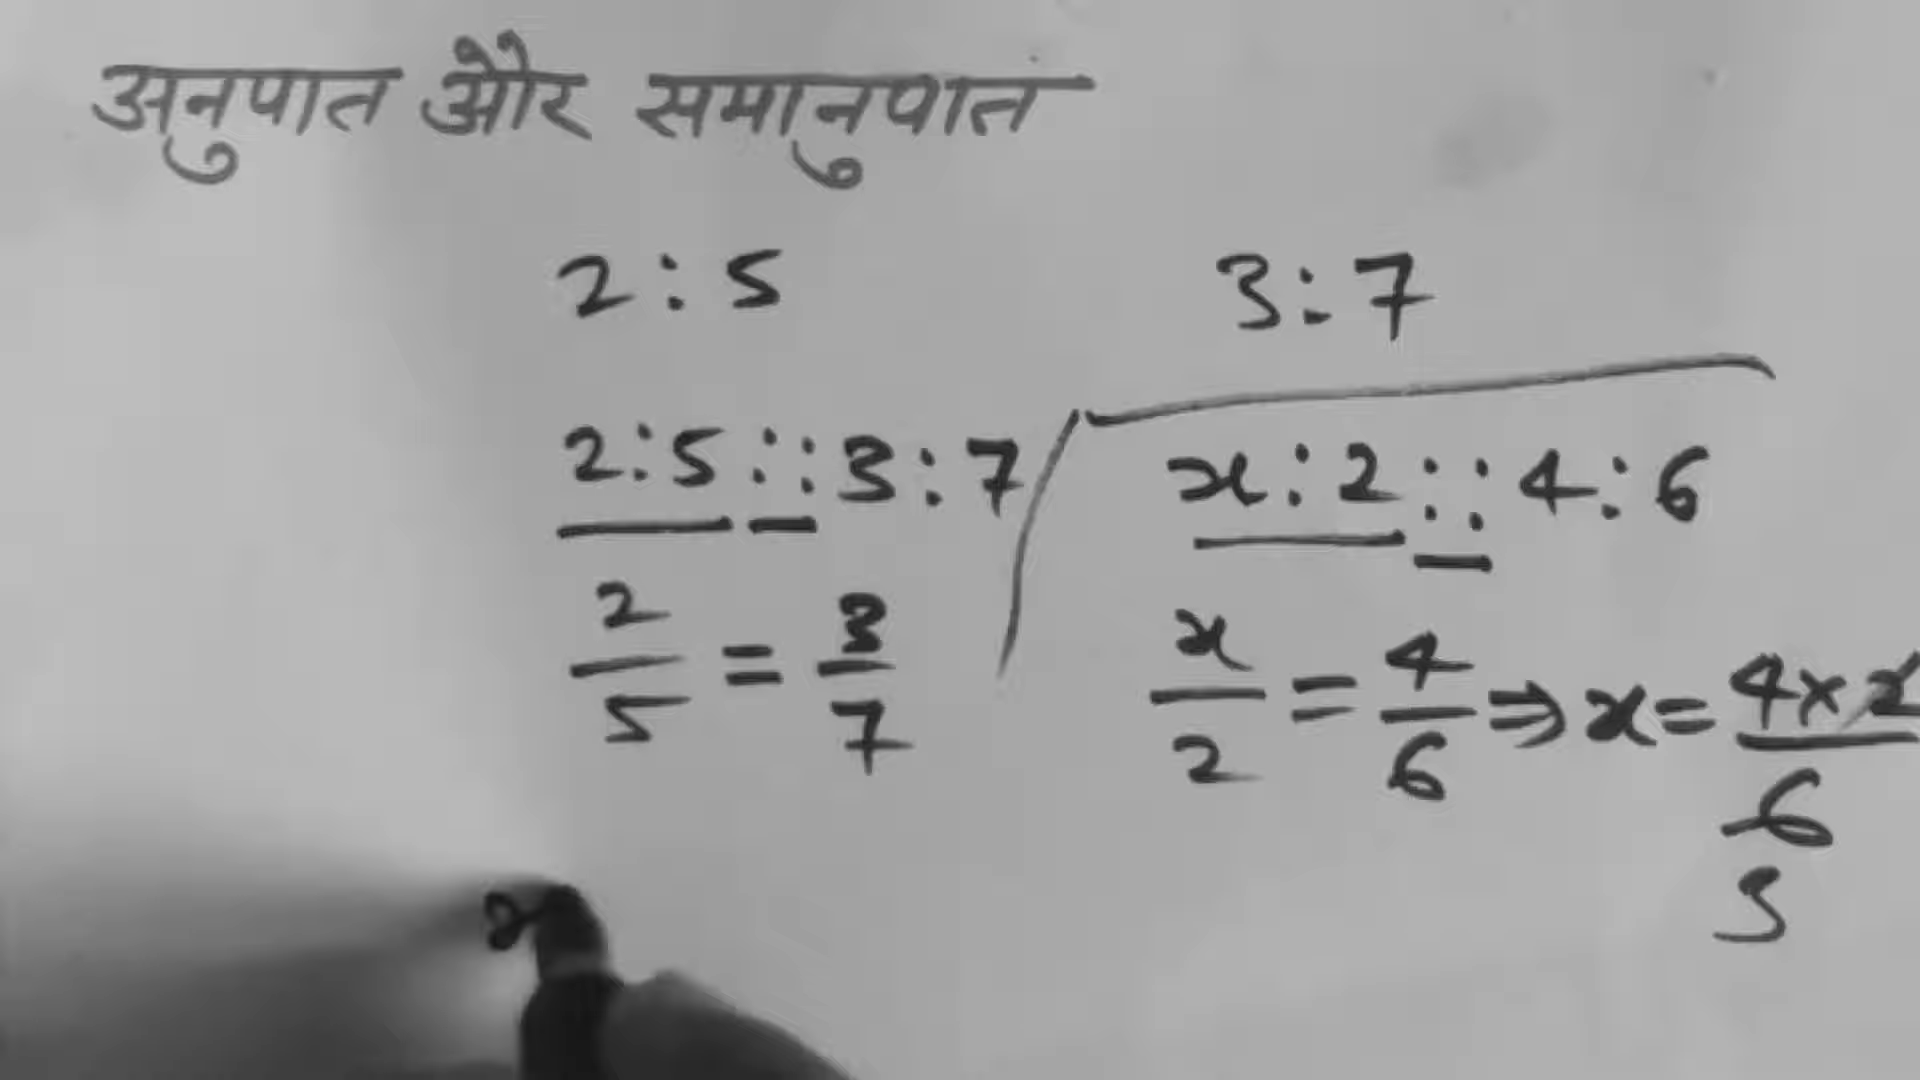 अनुपात और समानुपात
2 : 5    3 : 7
2 : 5 :: 3 : 7    x : 2 :: 4 : 6
2/5 = 3/7    x/2 = 4/6 ⇒ x = 4×2/6
3